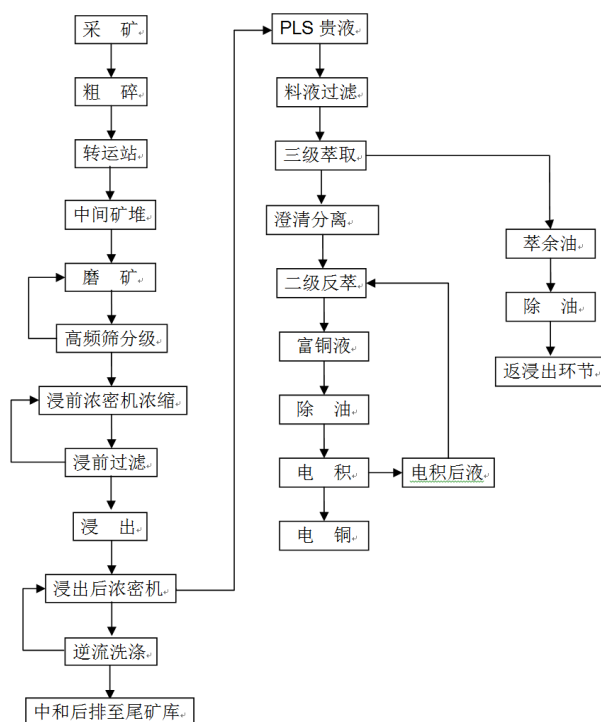 采 矿
粗 碎
转运站
中间矿堆
磨 矿
高频筛分级
浸前浓密机浓缩
浸前过滤
浸 出
浸出后浓密机
逆流洗涤
中和后排至尾矿库
PLS 贵液
料液过滤
三级萃取
澄清分离
二级反萃
富铜液
除 油
电 积
电积后液
电 铜
萃余油
除 油
返浸出环节